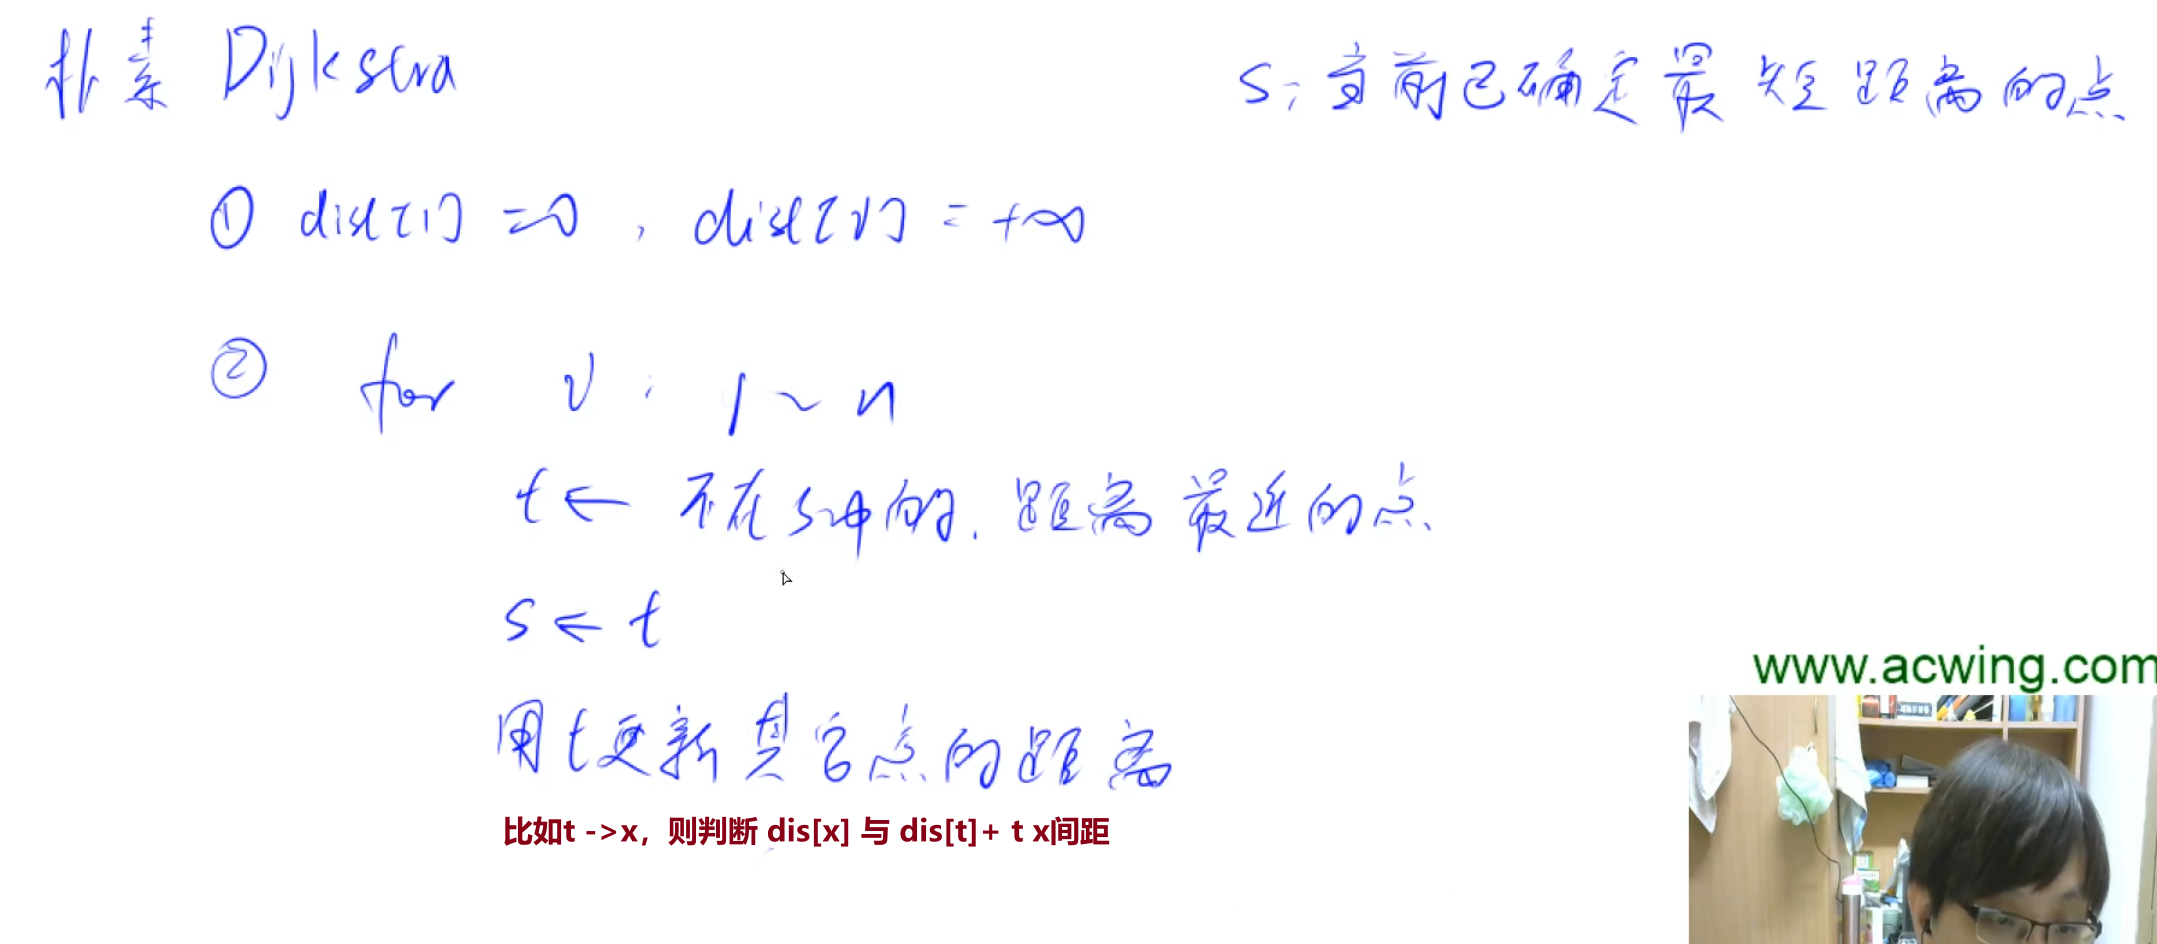 朴素 Dijkstra
s: 当前已确定最短距离的点
① dist[1] = 0, dist[i] = +∞
② for i: 1 ~ n
t ← 不在s中的, 距离最近的点
s ← t
用t更新其它点的距离
比如t ->x，则判断 dis[x] 与 dis[t]+ t x间距
www.acwing.com